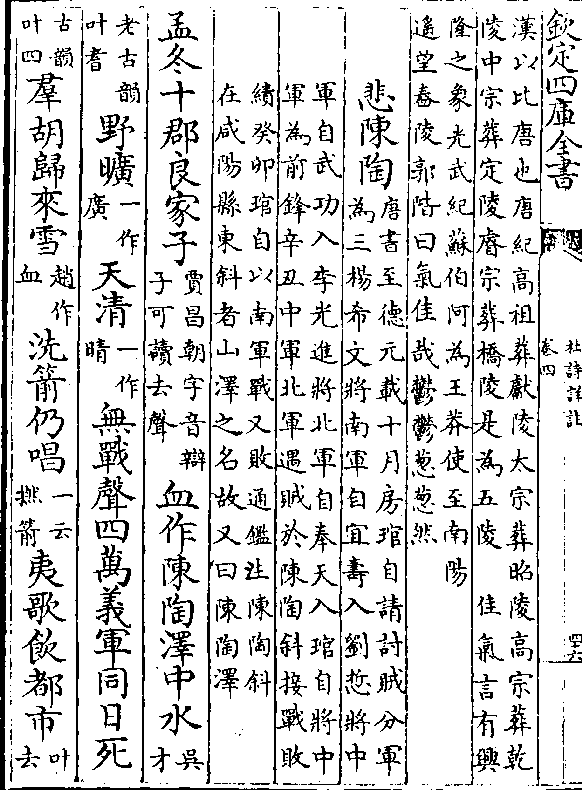 欽定四庫全書
杜詩詳註
卷四
漢以比唐也唐紀高祖葬獻陵太宗葬昭陵高宗葬乾
陵中宗葬定陵睿宗葬橋陵是為五陵 佳氣言有興
隆之象光武紀蘇伯阿為王莽使至南陽
遙望舂陵郭唶曰氣佳哉鬱鬱葱葱然
悲陳陶 唐書至德元載十月房琯自請討賊分軍
為三楊希文將南軍自宜壽入劉悊將中
軍自武功入李光進將北軍自奉天入琯自將中
軍為前鋒辛丑中軍北軍遇賊於陳陶斜接戰敗
績癸卯琯自以南軍戰又敗通鑑注陳陶斜
在咸陽縣東斜者山澤之名故又曰陳陶澤
孟冬十郡良家子 賈昌朝字音辯子可讀去聲 血作陳陶澤中水 吳才
老古韻叶耆 野曠 一作廣 天清 一作晴 無戰聲四萬義軍同日死
古韻叶四 羣胡歸來雪 趙作血 洗箭仍唱 一云撚箭 夷歌飲都市 叶去